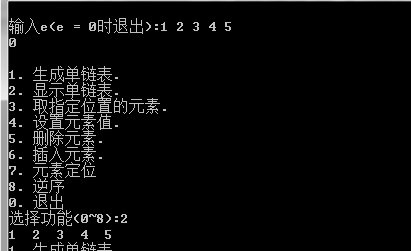 输入e(e = 0时退出):1 2 3 4 5
0
1. 生成单链表.
2. 显示单链表.
3. 取指定位置的元素.
4. 设置元素值.
5. 删除元素.
6. 插入元素.
7. 元素定位
8. 逆序
0. 退出
选择功能(0~8):2
1  2  3  4  5
1. 生成单链表.